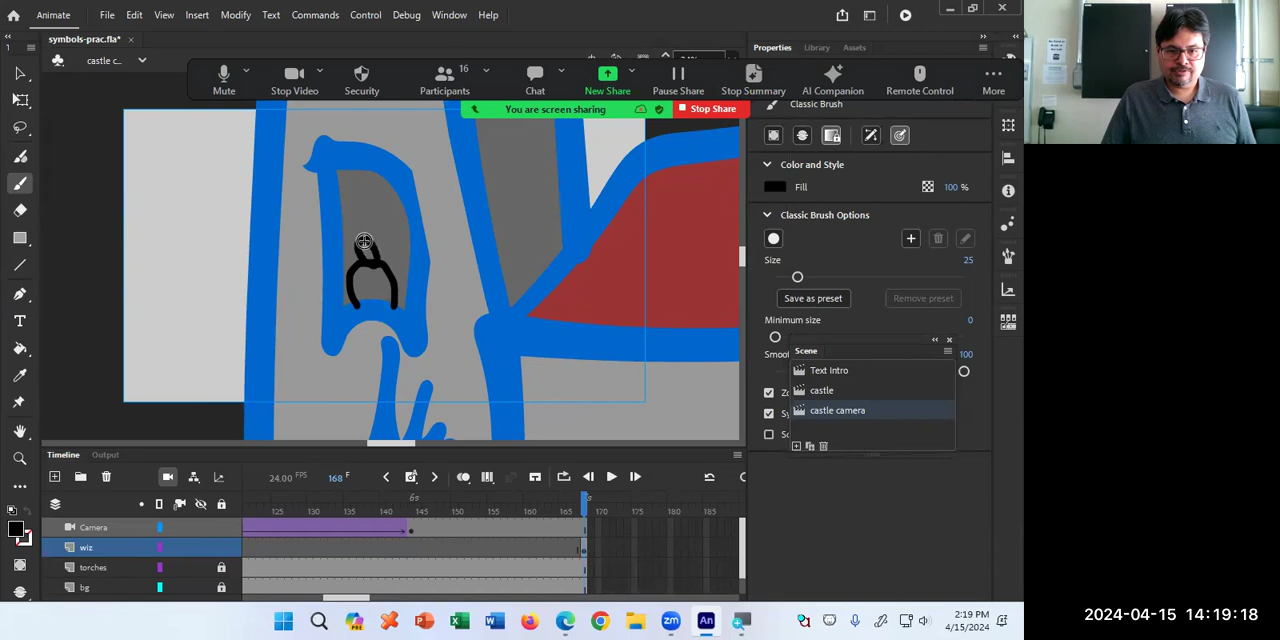 Animate File Edit View Insert Modify Text Commands Control Debug Window Help
symbols-prac.fla* ×
1 castle c...
Mute Stop Video Security Participants 16 Chat New Share Pause Share Stop Summary AI Companion Remote Control More
You are screen sharing Stop Share
Properties Library Assets
Classic Brush
Color and Style
Fill 100 %
Classic Brush Options
Size 25
Save as preset Remove preset
Minimum size 0
Smoo 100
Scene
Text Intro
castle
castle camera
Timeline Output
24.00 FPS 168 F
6s
125 130 135 140 145 150 155 160 165 170 175 180 185
Camera
wiz
torches
bg
2:19 PM
4/15/2024
2024-04-15 14:19:18